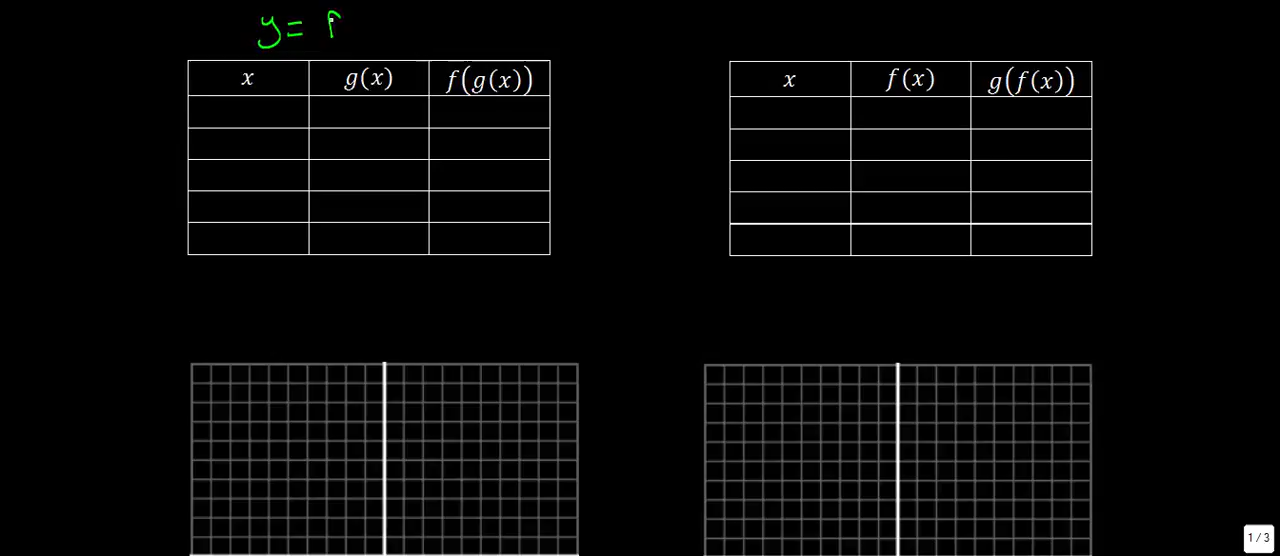 y =
x g(x) f(g(x))
x f(x) g(f(x))
1 / 3